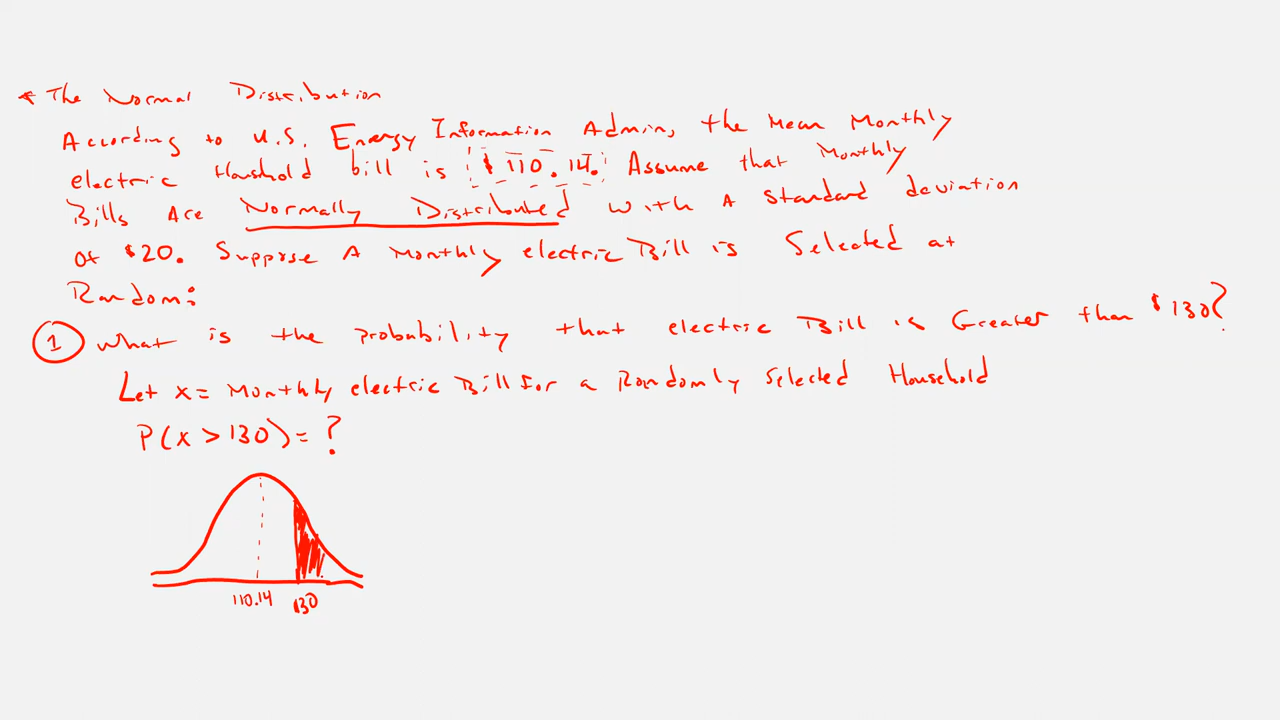 * The Normal Distribution
According to U.S. Energy Information Admin, the Mean Monthly
electric Houshold bill is $110.14. Assume that Monthly
Bills Are Normally Distributed with A Standard deviation
of $20. Suppose A Monthly electric Bill is Selected at
Random:
1 What is the probability that electric Bill is Greater than $130?
Let x = Monthly electric Bill for a Randomly Selected Household
P(x > 130) = ?
110.14 130